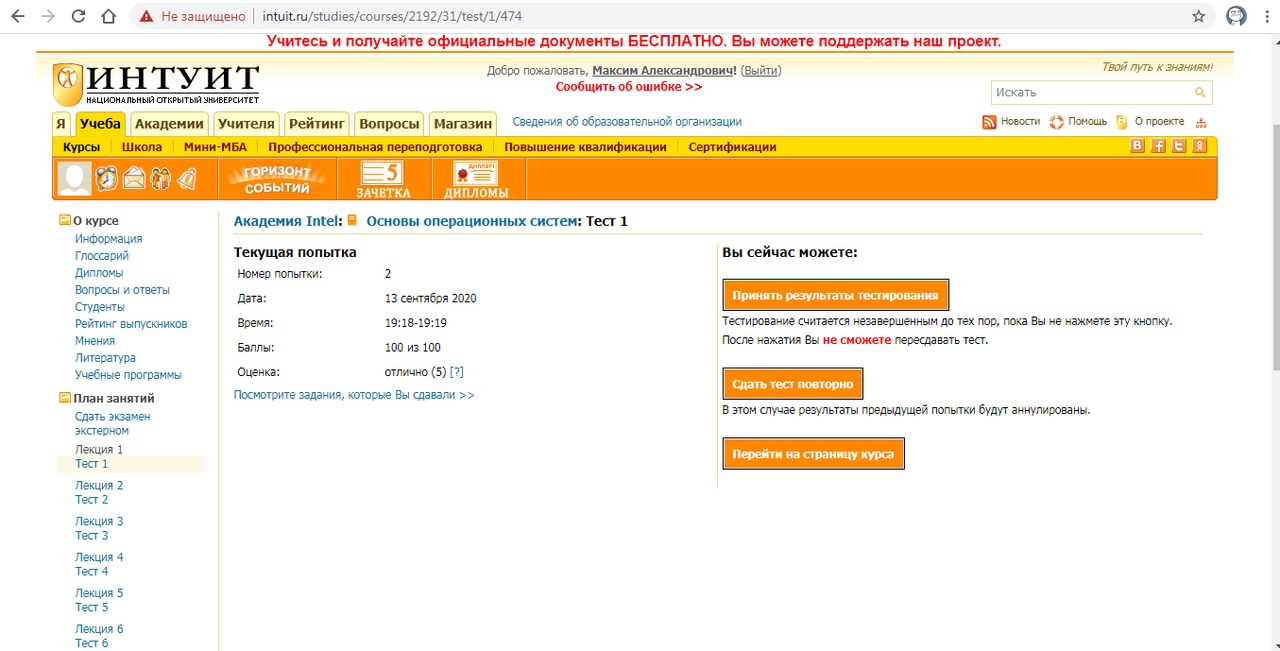 Не защищено
intuit.ru/studies/courses/2192/31/test/1/474
Учитесь и получайте официальные документы БЕСПЛАТНО. Вы можете поддержать наш проект.
ИНТУИТ
НАЦИОНАЛЬНЫЙ ОТКРЫТЫЙ УНИВЕРСИТЕТ
Добро пожаловать, Максим Александрович! (Выйти)
Сообщить об ошибке >>
Твой путь к знаниям!
Искать
Я Учеба Академии Учителя Рейтинг Вопросы Магазин Сведения об образовательной организации
Новости Помощь О проекте
Курсы Школа Мини-МБА Профессиональная переподготовка Повышение квалификации Сертификации
ГОРИЗОНТ
СОБЫТИЙ
5
ЗАЧЕТКА
ДИПЛОМ
ДИПЛОМЫ
О курсе
Информация
Глоссарий
Дипломы
Вопросы и ответы
Студенты
Рейтинг выпускников
Мнения
Литература
Учебные программы
План занятий
Сдать экзамен
экстерном
Лекция 1
Тест 1
Лекция 2
Тест 2
Лекция 3
Тест 3
Лекция 4
Тест 4
Лекция 5
Тест 5
Лекция 6
Тест 6
Академия Intel: Основы операционных систем: Тест 1
Текущая попытка
Номер попытки: 2
Дата: 13 сентября 2020
Время: 19:18-19:19
Баллы: 100 из 100
Оценка: отлично (5) [?]
Посмотрите задания, которые Вы сдавали >>
Вы сейчас можете:
Принять результаты тестирования
Тестирование считается незавершенным до тех пор, пока Вы не нажмете эту кнопку.
После нажатия Вы не сможете пересдавать тест.
Сдать тест повторно
В этом случае результаты предыдущей попытки будут аннулированы.
Перейти на страницу курса